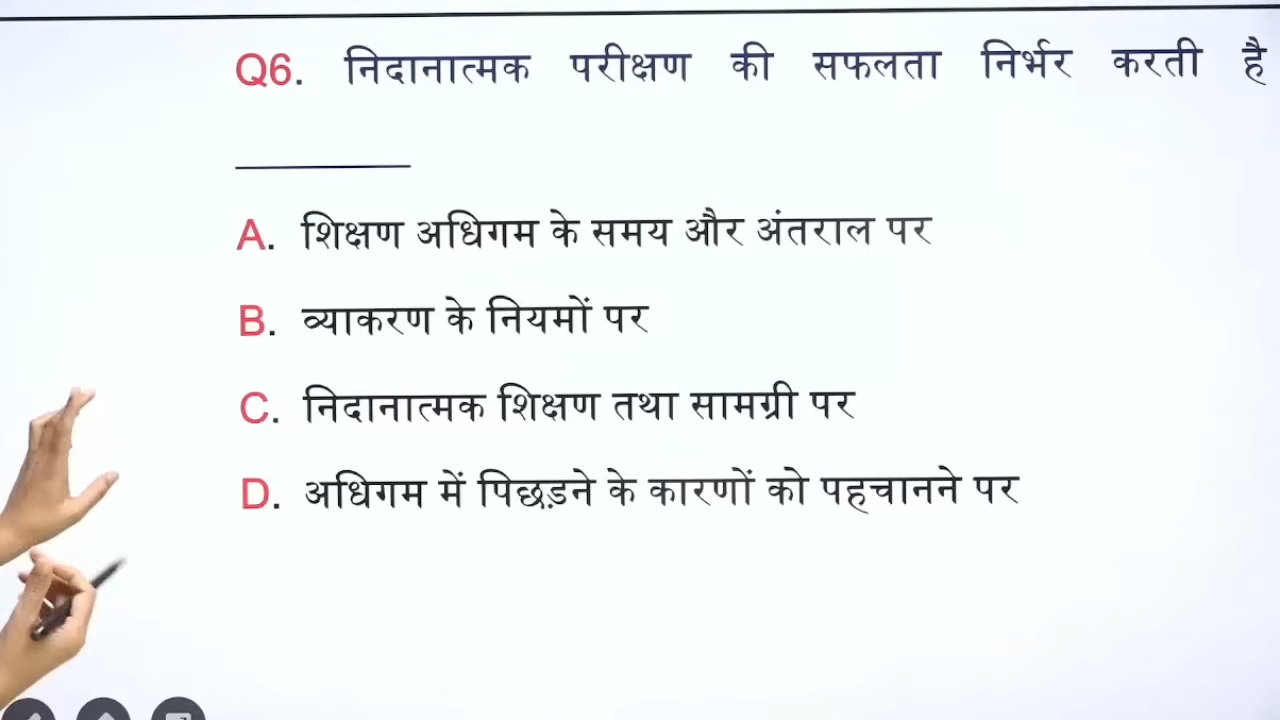 Q6. निदानात्मक परीक्षण की सफलता निर्भर करती है
__________
A. शिक्षण अधिगम के समय और अंतराल पर
B. व्याकरण के नियमों पर
C. निदानात्मक शिक्षण तथा सामग्री पर
D. अधिगम में पिछड़ने के कारणों को पहचानने पर